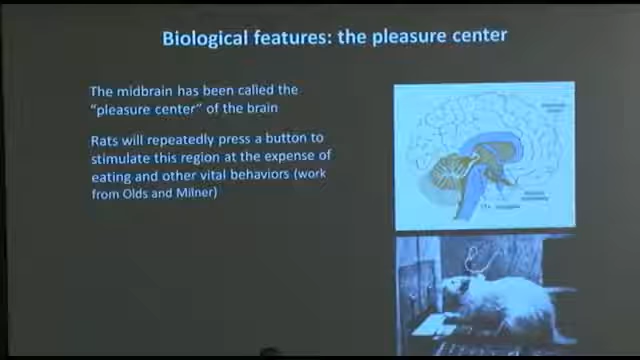 Biological features: the pleasure center
The midbrain has been called the
“pleasure center” of the brain
Rats will repeatedly press a button to
stimulate this region at the expense of
eating and other vital behaviors (work
from Olds and Milner)